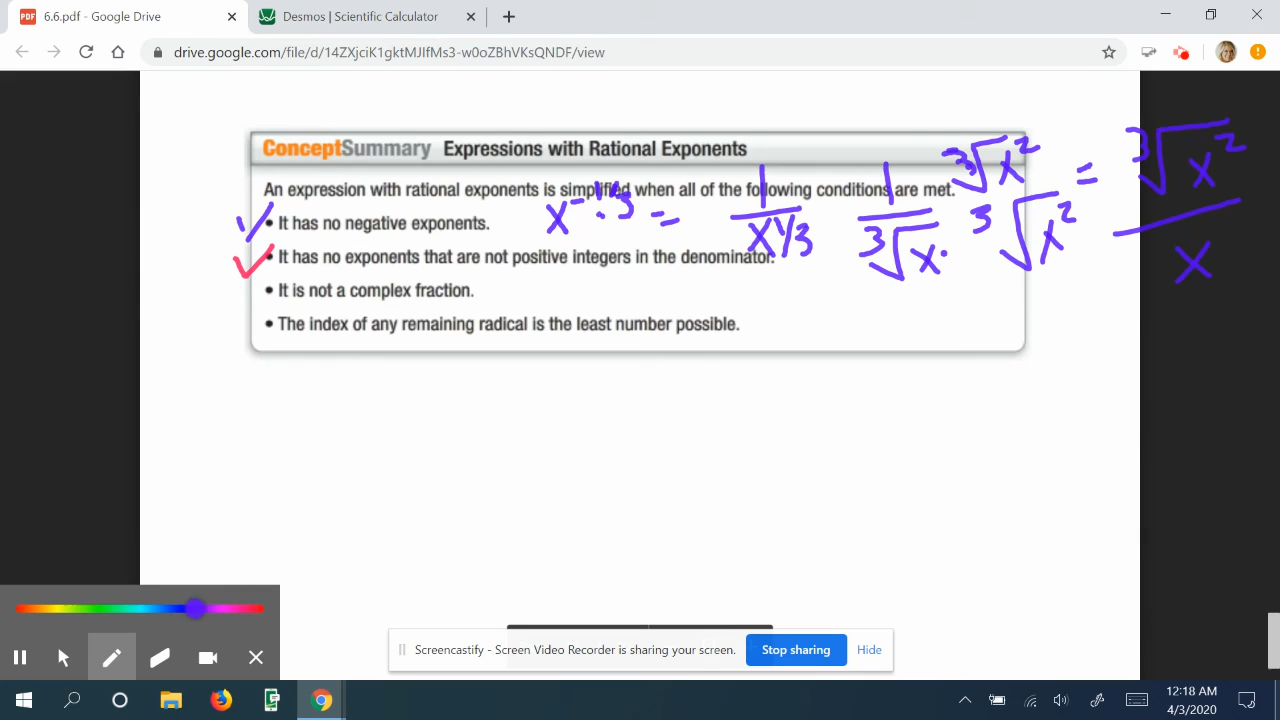 6.6.pdf - Google Drive
Desmos | Scientific Calculator
drive.google.com/file/d/14ZXjciK1gktMJIfMs3-w0oZBhVKsQNDF/view
ConceptSummary Expressions with Rational Exponents
An expression with rational exponents is simplified when all of the following conditions are met.
• It has no negative exponents.
• It has no exponents that are not positive integers in the denominator.
• It is not a complex fraction.
• The index of any remaining radical is the least number possible.
x^-1/3 = 1/x^1/3 1/∛x · ∛x²/∛x² = ∛x²/x
Screencastify - Screen Video Recorder is sharing your screen.
Stop sharing
Hide
12:18 AM
4/3/2020